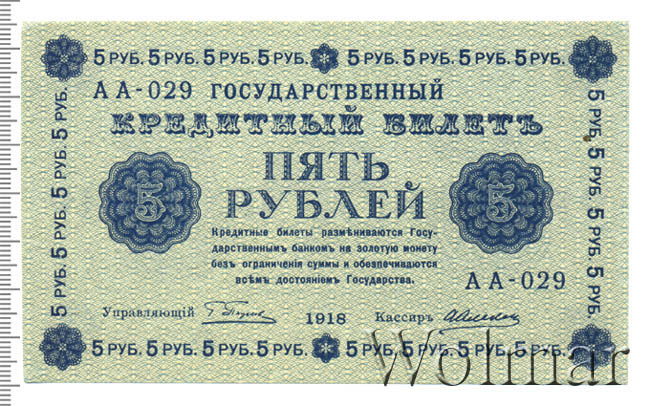 5 РУБ. 5 РУБ. 5 РУБ. 5 РУБ. 5 РУБ. 5 РУБ. 5 РУБ. 5 РУБ.
АА-029 ГОСУДАРСТВЕННЫЙ
КРЕДИТНЫЙ БИЛЕТЪ
ПЯТЬ
РУБЛЕЙ
5
5
Кредитные билеты размѣниваются Госу-
дарственнымъ банкомъ на золотую монету
безъ ограниченія суммы и обезпечиваются
всѣмъ достояніемъ Государства.
АА-029
Управляющій
1918
Кассиръ
5 РУБ. 5 РУБ. 5 РУБ. 5 РУБ. 5 РУБ. 5 РУБ. 5 РУБ. 5 РУБ.
5 РУБ. 5 РУБ. 5 РУБ. 5 РУБ.
5 РУБ. 5 РУБ. 5 РУБ. 5 РУБ.
Wolmar